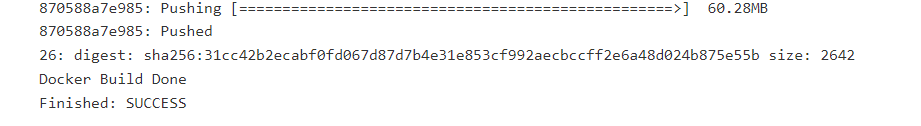 870588a7e985: Pushing [==================================================>]  60.28MB
870588a7e985: Pushed
26: digest: sha256:31cc42b2ecabf0fd067d87d7b4e31e853cf992aecbccff2e6a48d024b875e55b size: 2642
Docker Build Done
Finished: SUCCESS